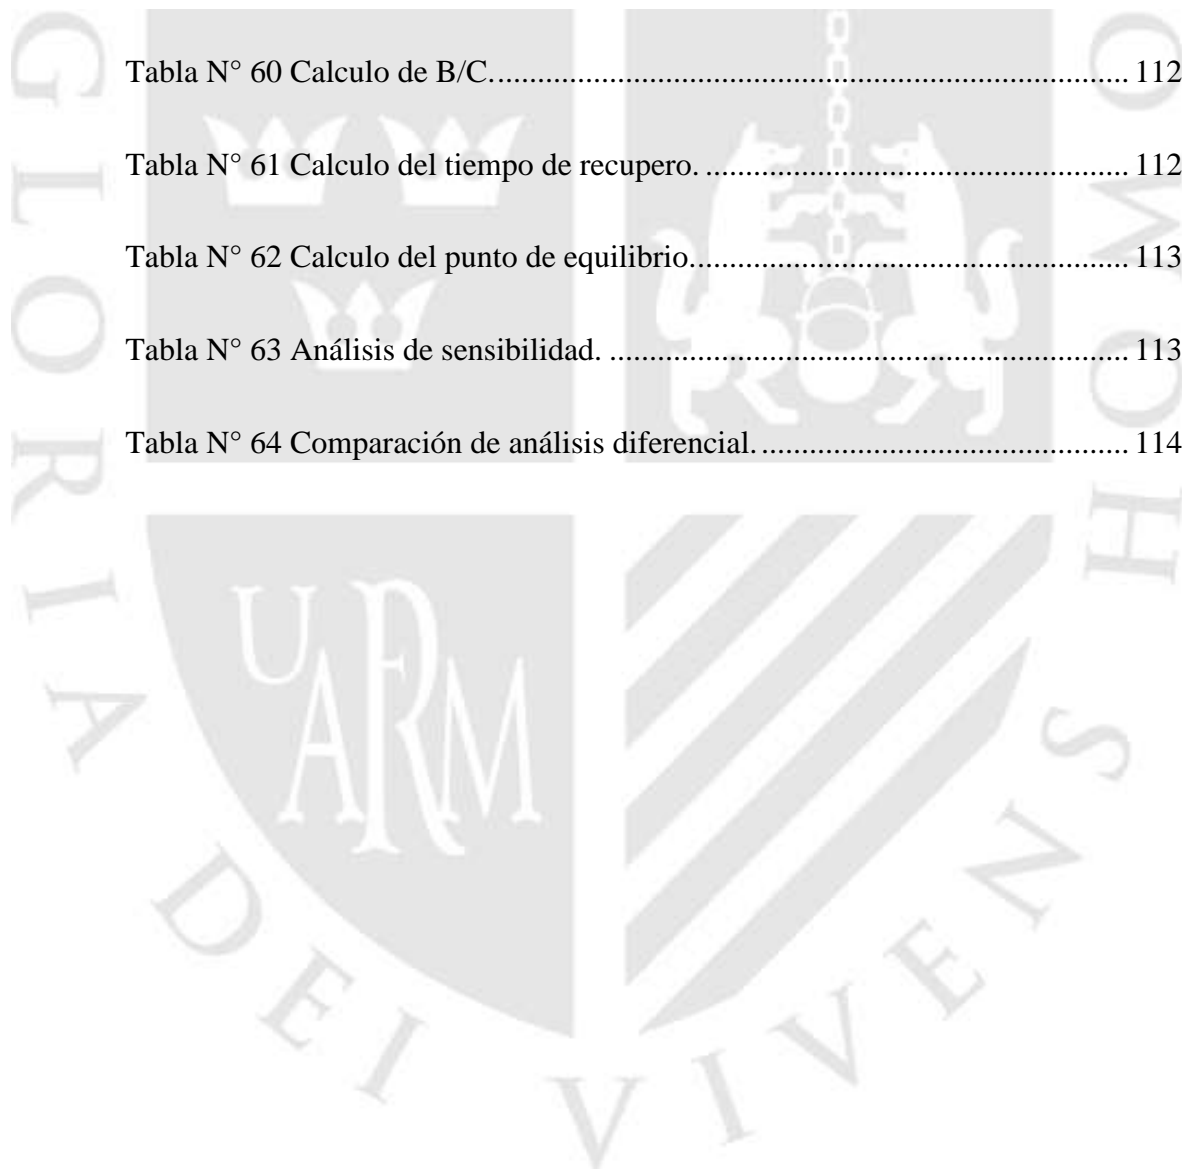 Tabla N° 60 Calculo de B/C................................................................................ 112
Tabla N° 61 Calculo del tiempo de recupero. ..................................................... 112
Tabla N° 62 Calculo del punto de equilibrio....................................................... 113
Tabla N° 63 Análisis de sensibilidad. ................................................................. 113
Tabla N° 64 Comparación de análisis diferencial. .............................................. 114
UARM
GLORIA DEI VIVENS HOMO